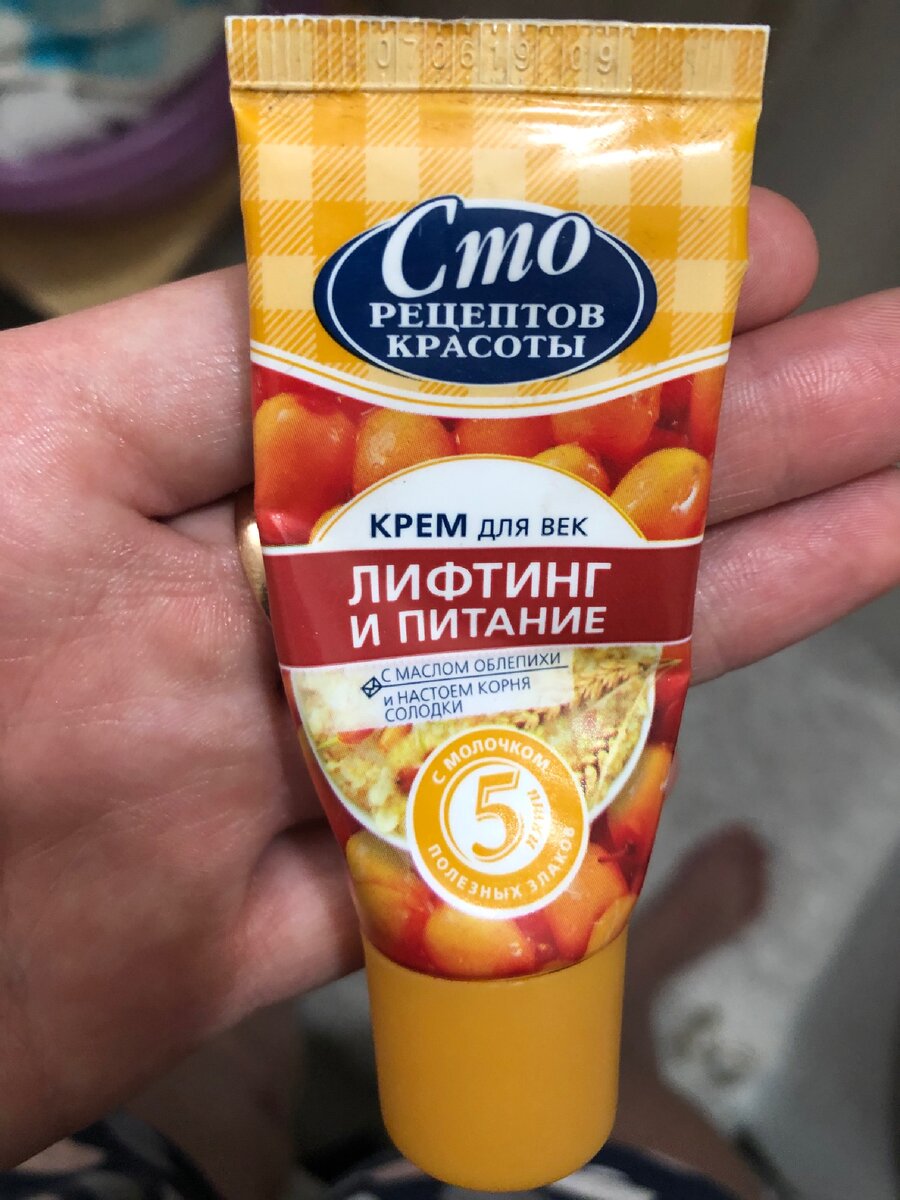 070619 09
Сто
РЕЦЕПТОВ
КРАСОТЫ
КРЕМ ДЛЯ ВЕК
ЛИФТИНГ
И ПИТАНИЕ
С МАСЛОМ ОБЛЕПИХИ
И НАСТОЕМ КОРНЯ
СОЛОДКИ
С МОЛОЧКОМ
5
ПОЛЕЗНЫХ ЗЛАКОВ